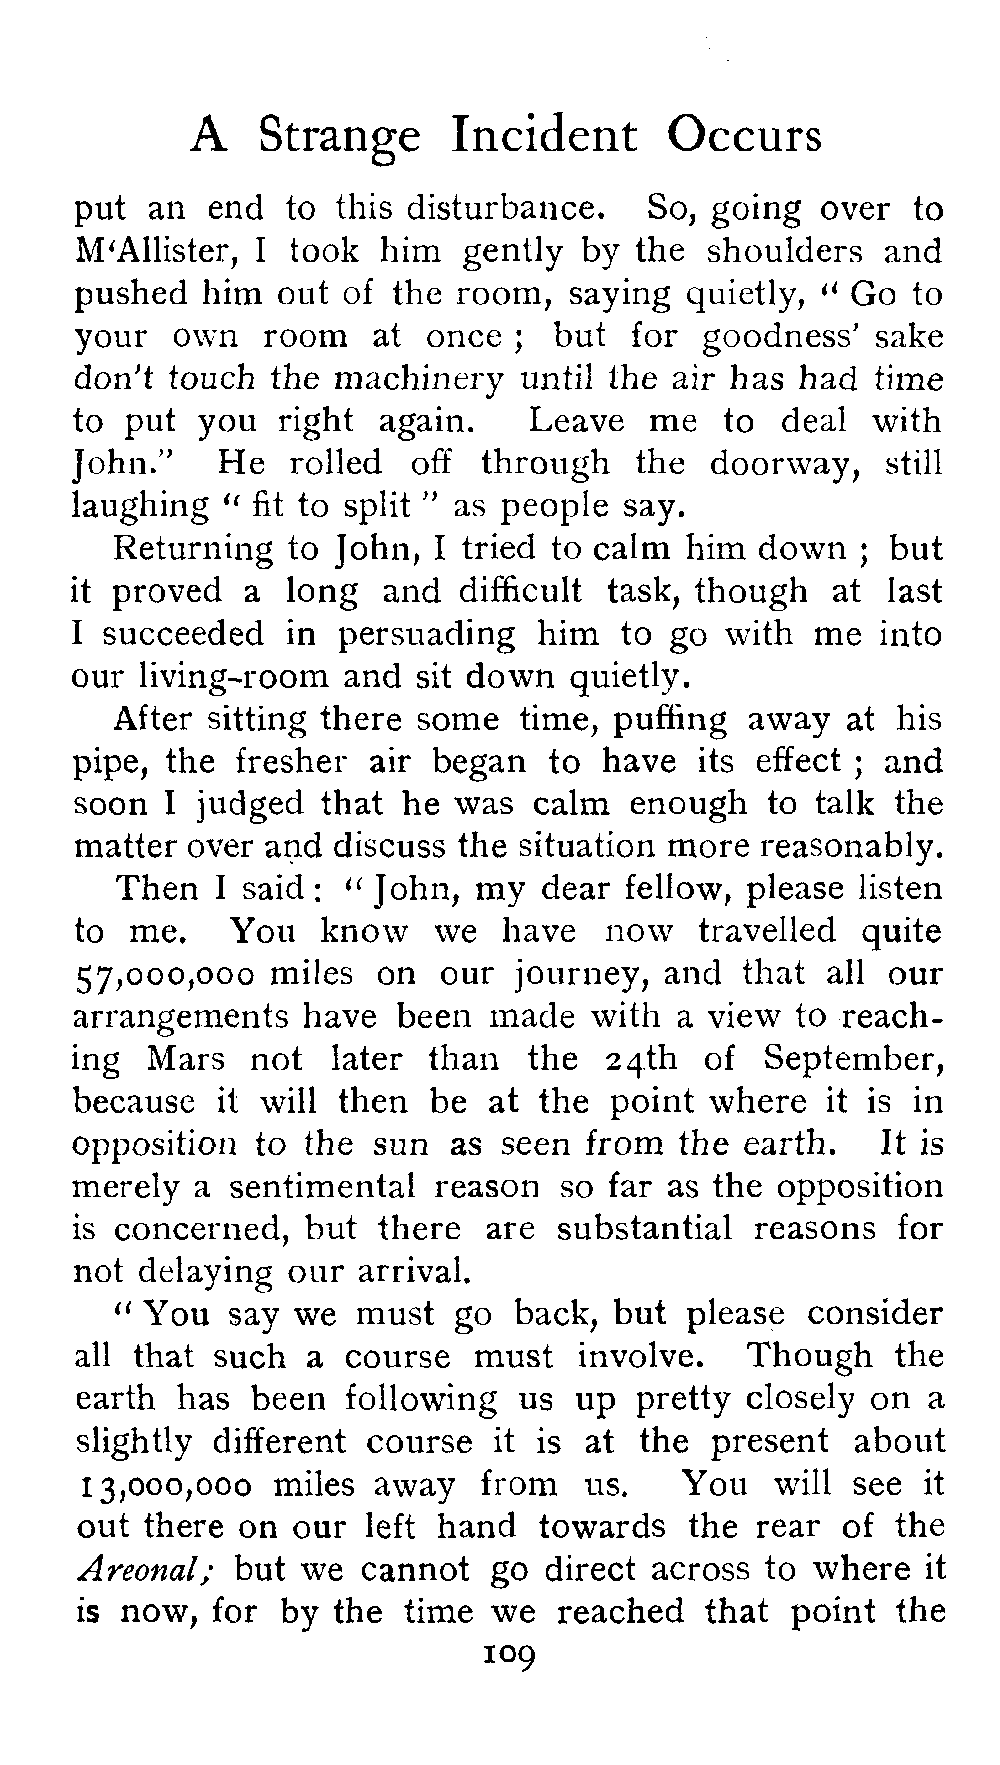 A Strange Incident Occurs
put an end to this disturbance. So, going over to
M‘Allister, I took him gently by the shoulders and
pushed him out of the room, saying quietly, “ Go to
your own room at once ; but for goodness’ sake
don’t touch the machinery until the air has had time
to put you right again. Leave me to deal with
John.” He rolled off through the doorway, still
laughing “ fit to split ” as people say.
Returning to John, I tried to calm him down ; but
it proved a long and difficult task, though at last
I succeeded in persuading him to go with me into
our living-room and sit down quietly.
After sitting there some time, puffing away at his
pipe, the fresher air began to have its effect ; and
soon I judged that he was calm enough to talk the
matter over and discuss the situation more reasonably.
Then I said : “ John, my dear fellow, please listen
to me. You know we have now travelled quite
57,000,000 miles on our journey, and that all our
arrangements have been made with a view to reach-
ing Mars not later than the 24th of September,
because it will then be at the point where it is in
opposition to the sun as seen from the earth. It is
merely a sentimental reason so far as the opposition
is concerned, but there are substantial reasons for
not delaying our arrival.
“ You say we must go back, but please consider
all that such a course must involve. Though the
earth has been following us up pretty closely on a
slightly different course it is at the present about
13,000,000 miles away from us. You will see it
out there on our left hand towards the rear of the
Areonal; but we cannot go direct across to where it
is now, for by the time we reached that point the
109